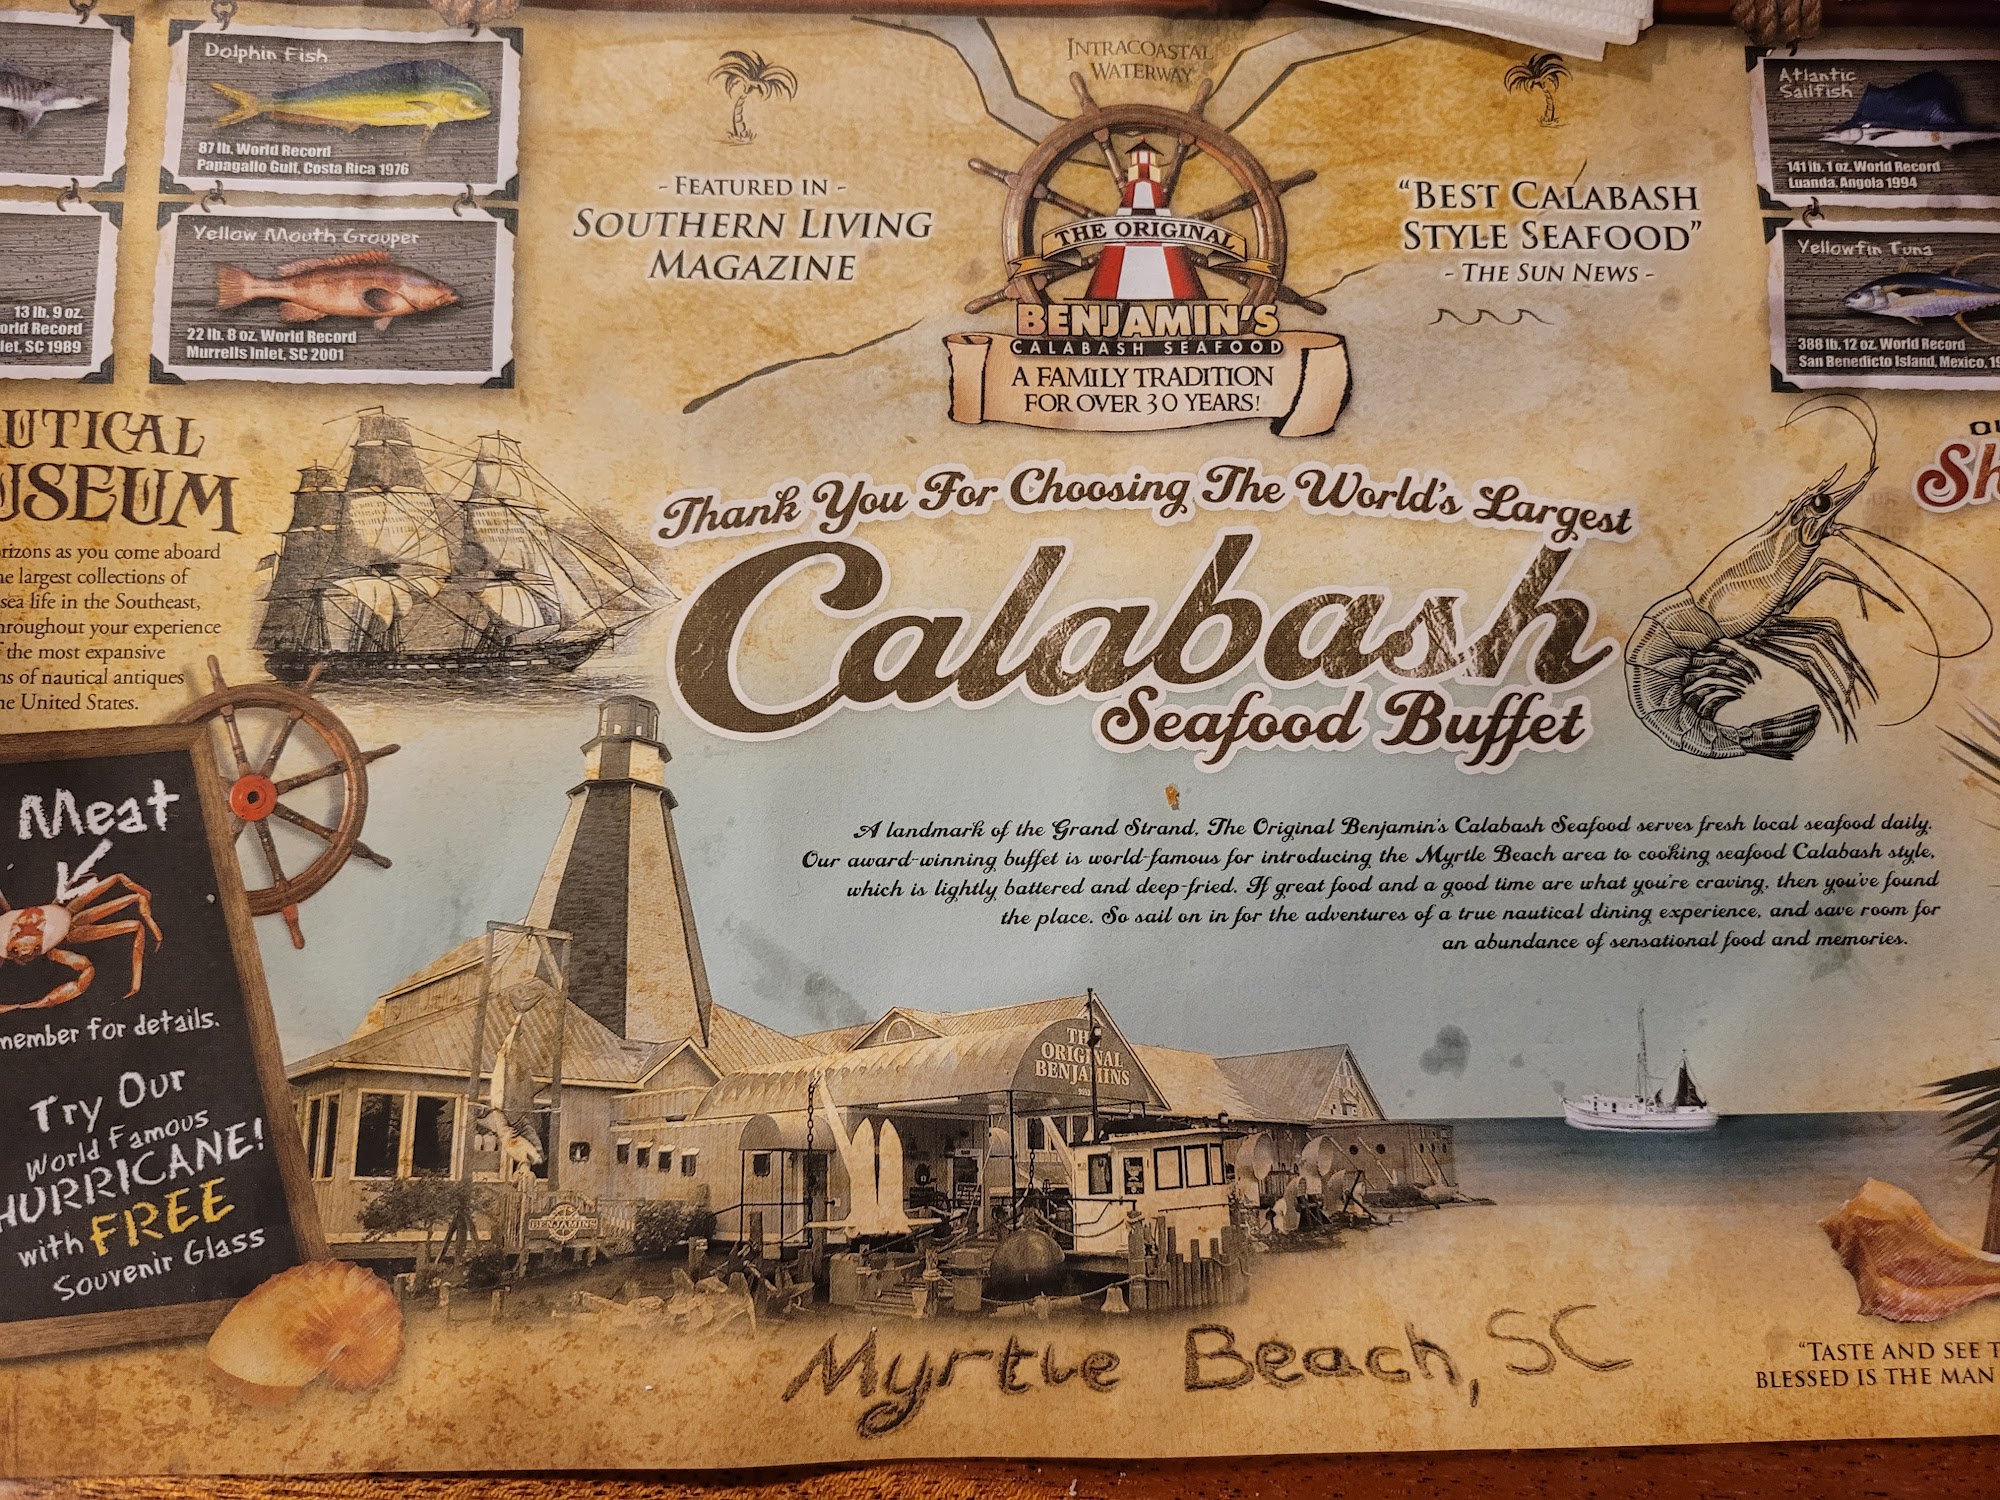 Dolphin Fish
87 lb. World Record
Papagallo Gulf, Costa Rica 1976
Yellow Mouth Grouper
22 lb. 8 oz. World Record
Murrells Inlet, SC 2001
13 lb. 9 oz.
Record
SC 1989
INTRACOASTAL
WATERWAY
- FEATURED IN -
SOUTHERN LIVING
MAGAZINE
THE ORIGINAL
BENJAMIN'S
CALABASH SEAFOOD
A FAMILY TRADITION
FOR OVER 30 YEARS!
"BEST CALABASH
STYLE SEAFOOD"
- THE SUN NEWS -
Atlantic
Sailfish
141 lb. 1 oz. World Record
Luanda, Angola 1994
Yellowfin Tuna
388 lb. 12 oz. World Record
San Benedicto Island, Mexico,
as you come aboard
largest collections of
sea life in the Southeast,
your experience
the most expansive
of nautical antiques
United States.
Thank You For Choosing The World's Largest
Calabash
Seafood Buffet
A landmark of the Grand Strand, The Original Benjamin's Calabash Seafood serves fresh local seafood daily.
Our award-winning buffet is world-famous for introducing the Myrtle Beach area to cooking seafood Calabash style,
which is lightly battered and deep-fried. If great food and a good time are what you're craving, then you've found
the place. So sail on in for the adventures of a true nautical dining experience, and save room for
an abundance of sensational food and memories.
Meat
for details.
Try Our
World Famous
HURRICANE!
with FREE
Souvenir Glass
THE
ORIGINAL
BENJAMINS
BENJAMINS
Myrtle Beach, SC
"TASTE AND SEE
BLESSED IS THE MAN